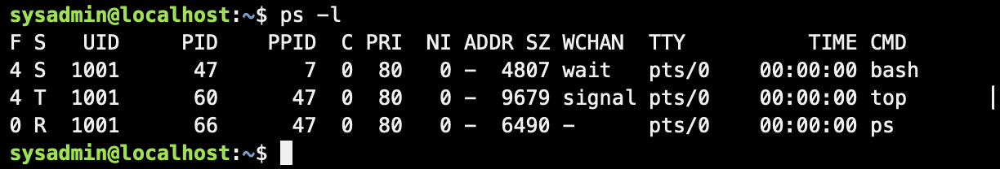 sysadmin@localhost:~$ ps -l
F S   UID     PID    PPID  C PRI  NI ADDR SZ WCHAN  TTY          TIME CMD
4 S  1001      47       7  0  80   0 -  4807 wait   pts/0    00:00:00 bash
4 T  1001      60      47  0  80   0 -  9679 signal pts/0    00:00:00 top
0 R  1001      66      47  0  80   0 -  6490 -      pts/0    00:00:00 ps
sysadmin@localhost:~$